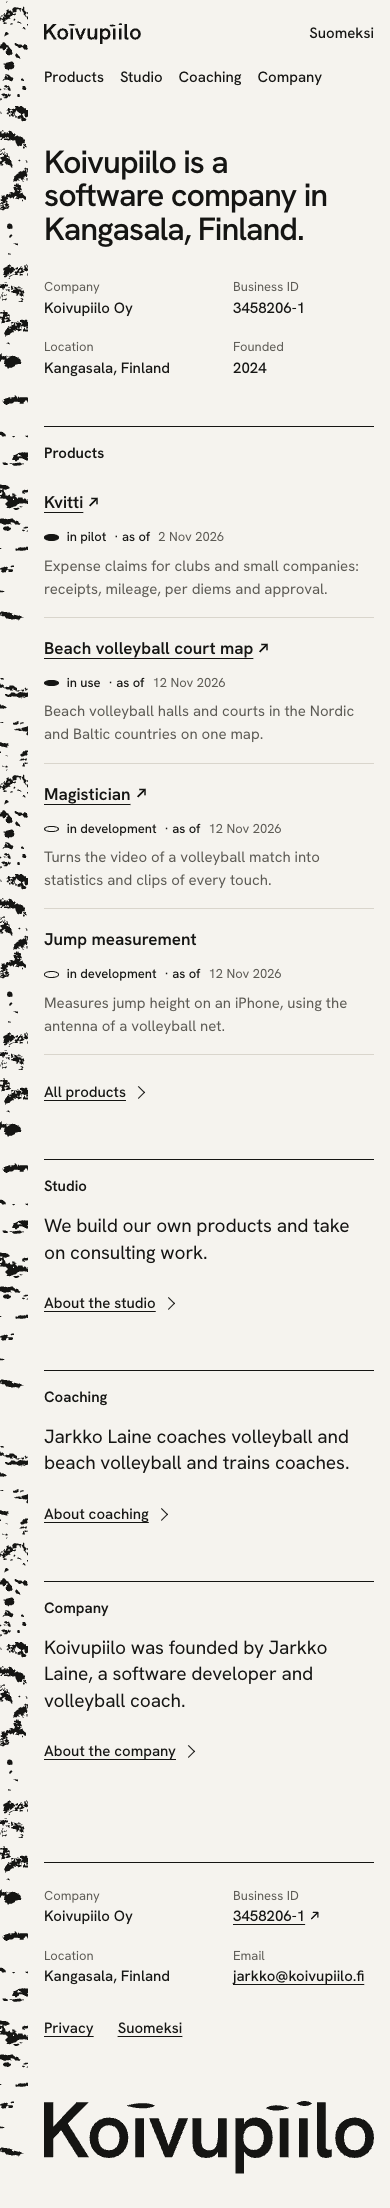 Koivupiilo
Suomeksi
Products Studio Coaching Company
Koivupiilo is a
software company in
Kangasala, Finland.
Company
Koivupiilo Oy
Business ID
3458206-1
Location
Kangasala, Finland
Founded
2024
Products
Kvitti ↗
in pilot · as of 2 Nov 2026
Expense claims for clubs and small companies:
receipts, mileage, per diems and approval.
Beach volleyball court map ↗
in use · as of 12 Nov 2026
Beach volleyball halls and courts in the Nordic
and Baltic countries on one map.
Magistician ↗
in development · as of 12 Nov 2026
Turns the video of a volleyball match into
statistics and clips of every touch.
Jump measurement
in development · as of 12 Nov 2026
Measures jump height on an iPhone, using the
antenna of a volleyball net.
All products
Studio
We build our own products and take
on consulting work.
About the studio
Coaching
Jarkko Laine coaches volleyball and
beach volleyball and trains coaches.
About coaching
Company
Koivupiilo was founded by Jarkko
Laine, a software developer and
volleyball coach.
About the company
Company
Koivupiilo Oy
Business ID
3458206-1 ↗
Location
Kangasala, Finland
Email
jarkko@koivupiilo.fi
Privacy Suomeksi
Koivupiilo